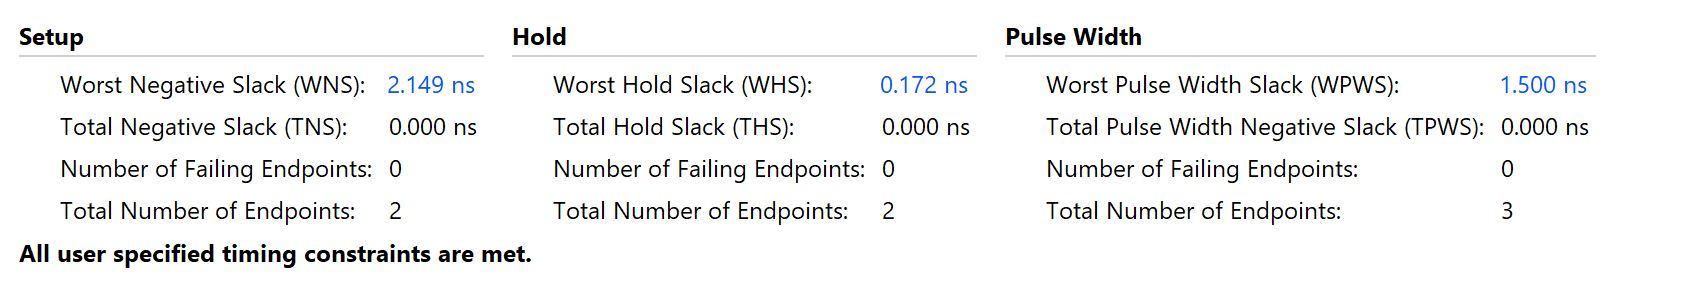 Setup
Worst Negative Slack (WNS): 2.149 ns
Total Negative Slack (TNS): 0.000 ns
Number of Failing Endpoints: 0
Total Number of Endpoints: 2
Hold
Worst Hold Slack (WHS): 0.172 ns
Total Hold Slack (THS): 0.000 ns
Number of Failing Endpoints: 0
Total Number of Endpoints: 2
Pulse Width
Worst Pulse Width Slack (WPWS): 1.500 ns
Total Pulse Width Negative Slack (TPWS): 0.000 ns
Number of Failing Endpoints: 0
Total Number of Endpoints: 3
All user specified timing constraints are met.